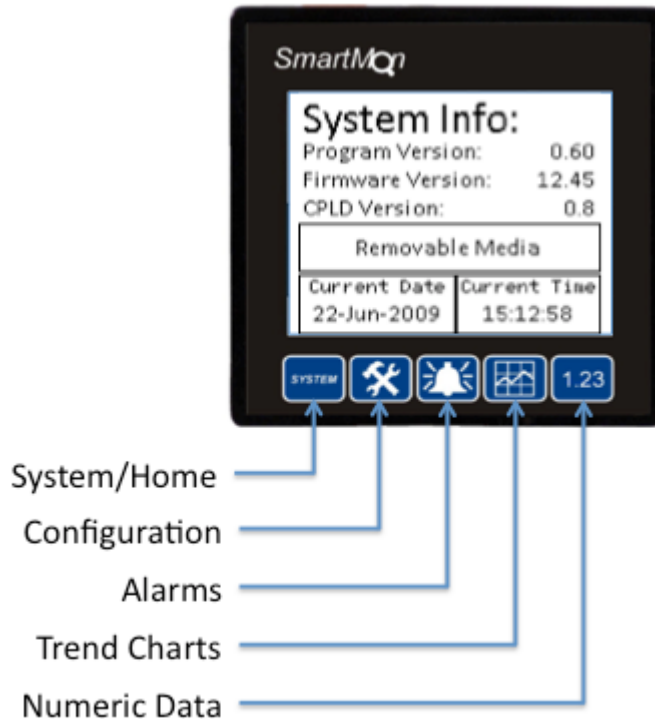 SmartMon
System Info:
Program Version: 0.60
Firmware Version: 12.45
CPLD Version: 0.8
Removable Media
Current Date Current Time
22-Jun-2009 15:12:58
SYSTEM 1.23
System/Home
Configuration
Alarms
Trend Charts
Numeric Data